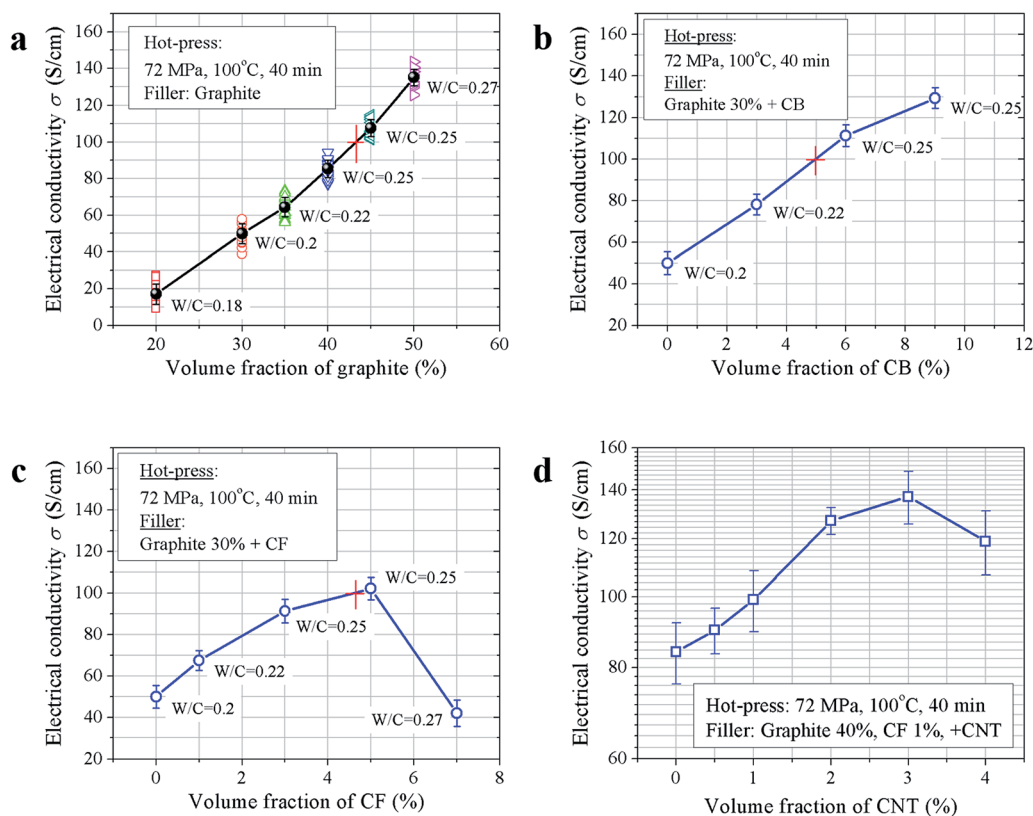 a
Electrical conductivity σ (S/cm)
160
140
120
100
80
60
40
20
0
Hot-press:
72 MPa, 100°C, 40 min
Filler: Graphite
W/C=0.27
W/C=0.25
W/C=0.25
W/C=0.22
W/C=0.2
W/C=0.18
20 30 40 50 60
Volume fraction of graphite (%)
b
Electrical conductivity σ (S/cm)
160
140
120
100
80
60
40
20
Hot-press:
72 MPa, 100°C, 40 min
Filler:
Graphite 30% + CB
W/C=0.25
W/C=0.25
W/C=0.22
W/C=0.2
0 2 4 6 8 10 12
Volume fraction of CB (%)
c
Electrical conductivity σ (S/cm)
160
140
120
100
80
60
40
20
Hot-press:
72 MPa, 100°C, 40 min
Filler:
Graphite 30% + CF
W/C=0.25
W/C=0.25
W/C=0.22
W/C=0.2
W/C=0.27
0 2 4 6 8
Volume fraction of CF (%)
d
Electrical conductivity σ (S/cm)
160
140
120
100
80
60
Hot-press: 72 MPa, 100°C, 40 min
Filler: Graphite 40%, CF 1%, +CNT
0 1 2 3 4
Volume fraction of CNT (%)